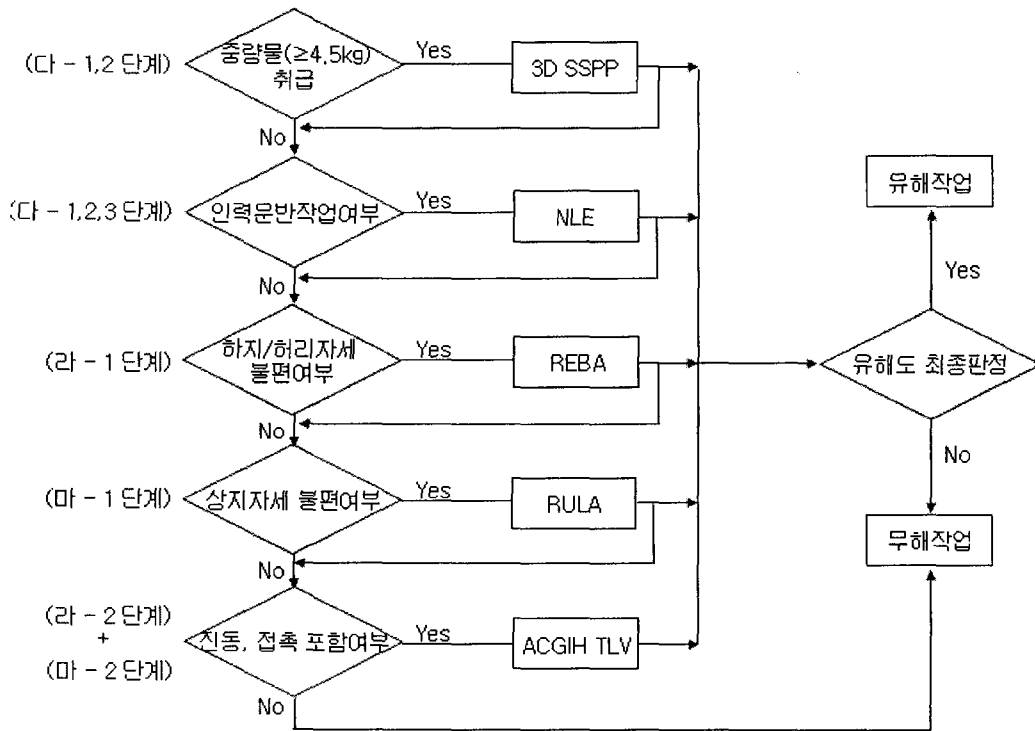 (다 - 1,2 단계)
중량물(≥4.5kg)
취급
Yes
3D SSPP
No
(다 - 1,2,3 단계)
인력운반작업여부
Yes
NLE
No
유해작업
Yes
(라 - 1 단계)
하지/허리자세
불편여부
Yes
REBA
유해도 최종판정
No
No
(마 - 1 단계)
상지자세 불편여부
Yes
RULA
무해작업
No
(라 - 2 단계)
+
(마 - 2 단계)
진동, 접촉 포함여부
Yes
ACGIH TLV
No